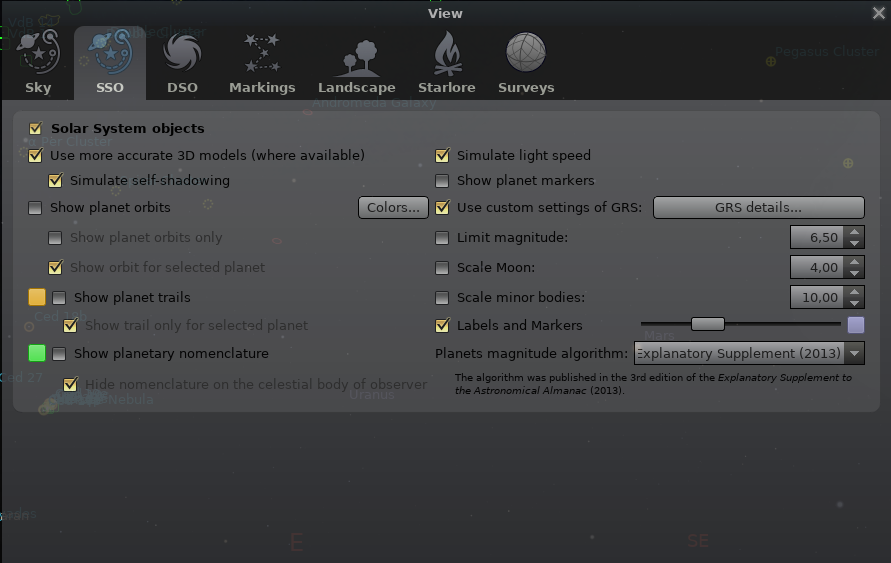 View
Sky
SSO
DSO
Markings
Landscape
Starlore
Surveys
Pegasus Cluster
Andromeda Galaxy
Solar System objects
Per Cluster
Use more accurate 3D models (where available)
Simulate light speed
Simulate self-shadowing
Show planet markers
Show planet orbits
Colors...
Use custom settings of GRS:
GRS details...
Show planet orbits only
Limit magnitude:
6,50
Show orbit for selected planet
Scale Moon:
4,00
Show planet trails
Scale minor bodies:
10,00
Show trail only for selected planet
Labels and Markers
Mars
Show planetary nomenclature
Planets magnitude algorithm:
Explanatory Supplement (2013)
Hide nomenclature on the celestial body of observer
The algorithm was published in the 3rd edition of the Explanatory Supplement to
the Astronomical Almanac (2013).
Uranus
Nebula
E
SE